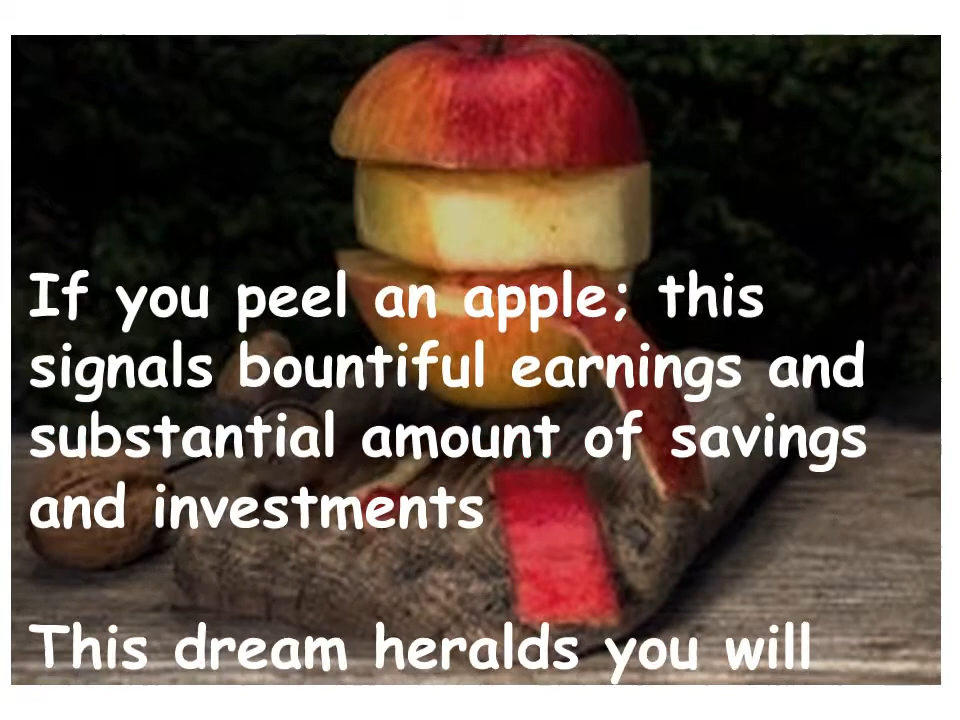 If you peel an apple; this
signals bountiful earnings and
substantial amount of savings
and investments
This dream heralds you will